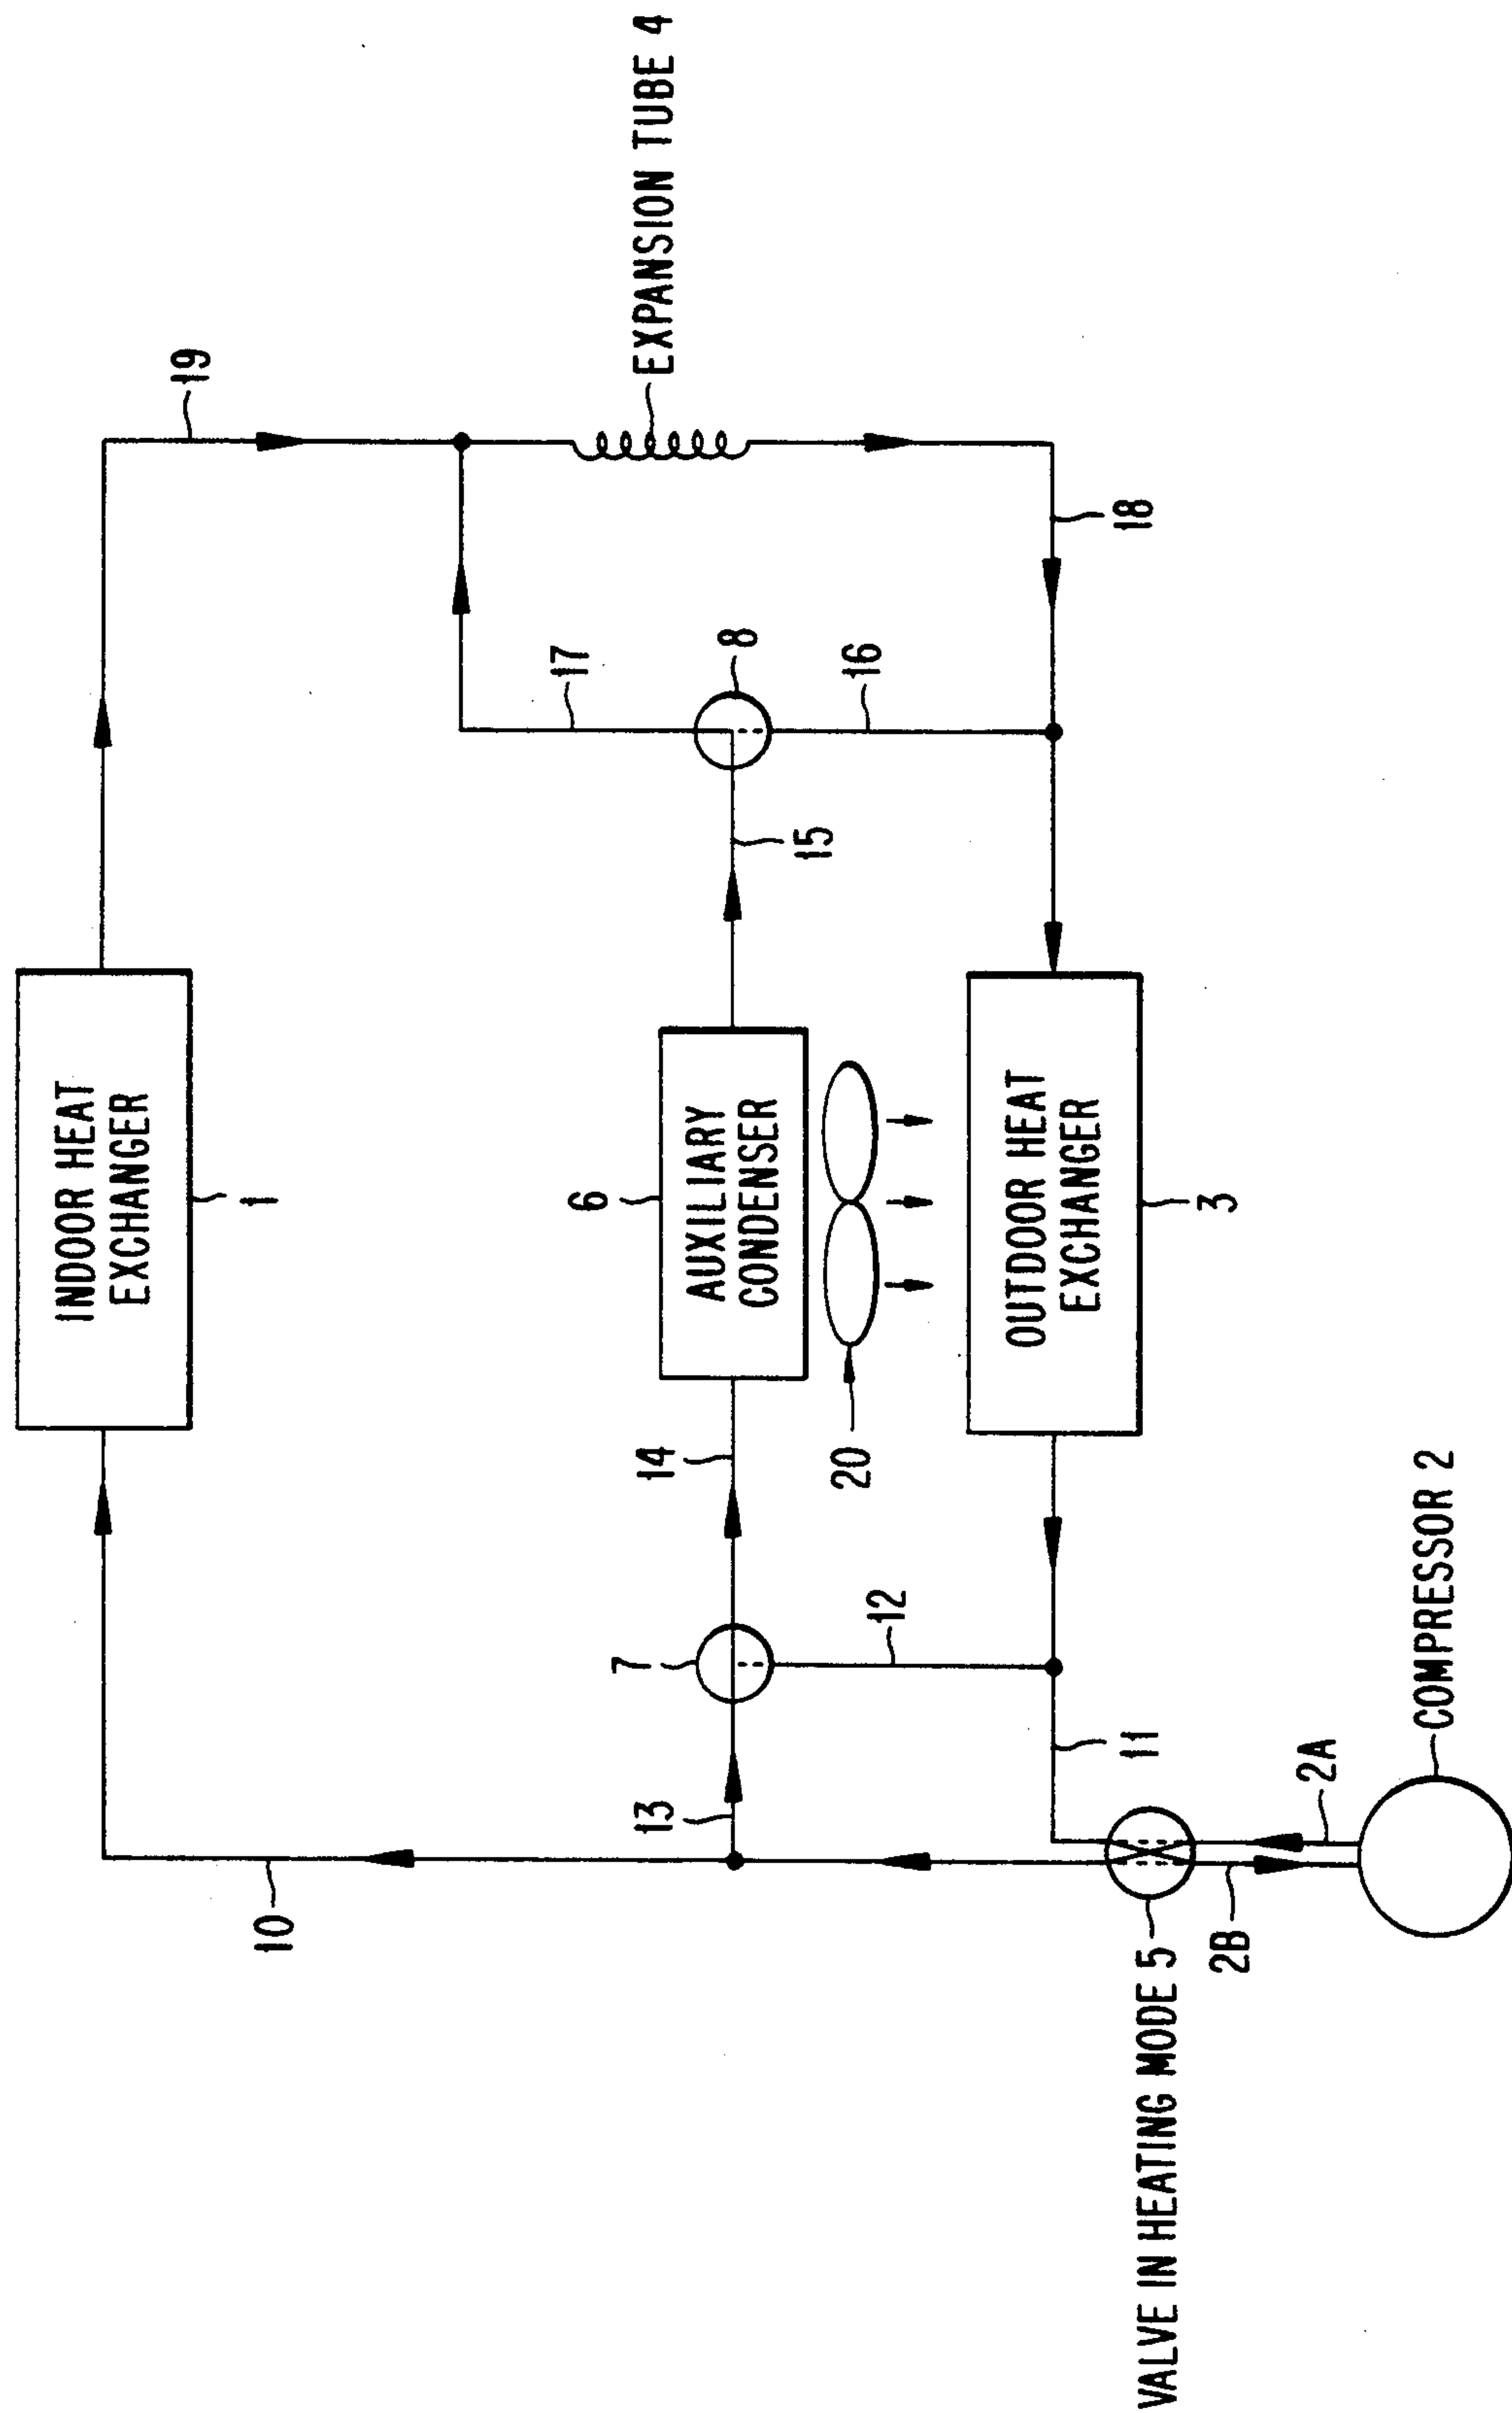 INDOOR HEAT
EXCHANGER
1
19
EXPANSION TUBE 4
10
17
8
16
15
18
6
AUXILIARY
CONDENSER
14
20
7
13
12
OUTDOOR HEAT
EXCHANGER
3
11
VALVE IN HEATING MODE 5
2B
2A
COMPRESSOR 2